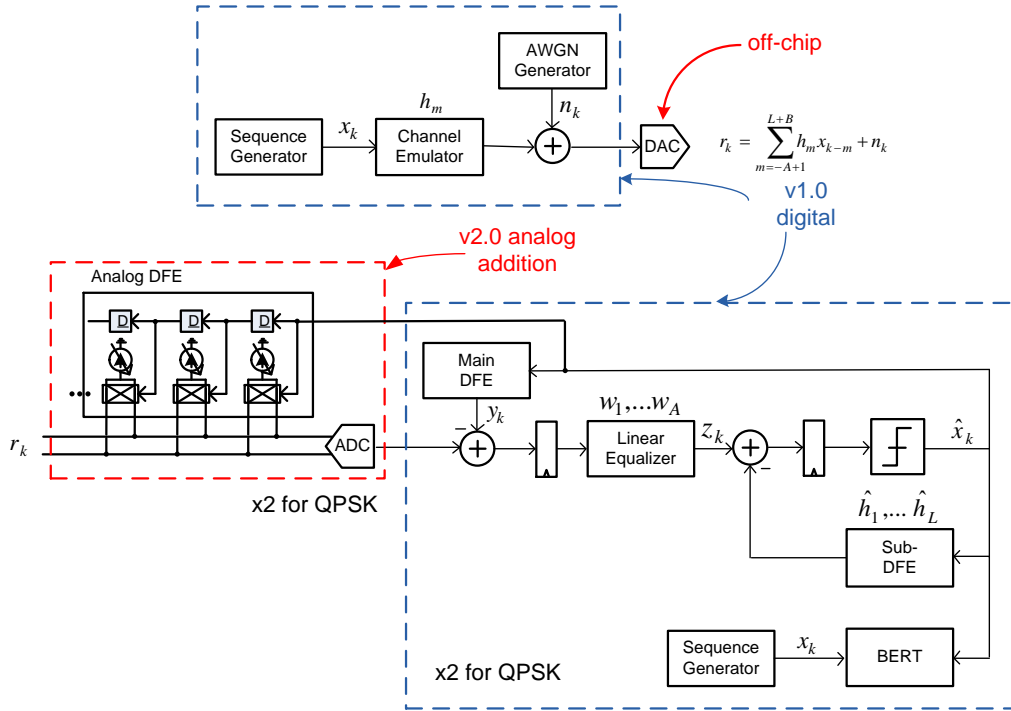 off-chip
AWGN
Generator
h_m
n_k
x_k
Sequence
Generator
Channel
Emulator
+
DAC
r_k = \sum_{m=-A+1}^{L+B} h_m x_{k-m} + n_k
v1.0
digital
v2.0 analog
addition
Analog DFE
D D D
...
r_k
ADC
x2 for QPSK
Main
DFE
y_k
−
+
w_1,...w_A
Linear
Equalizer
z_k
+
−
x̂_k
ĥ_1,... ĥ_L
Sub-
DFE
Sequence
Generator
x_k
BERT
x2 for QPSK